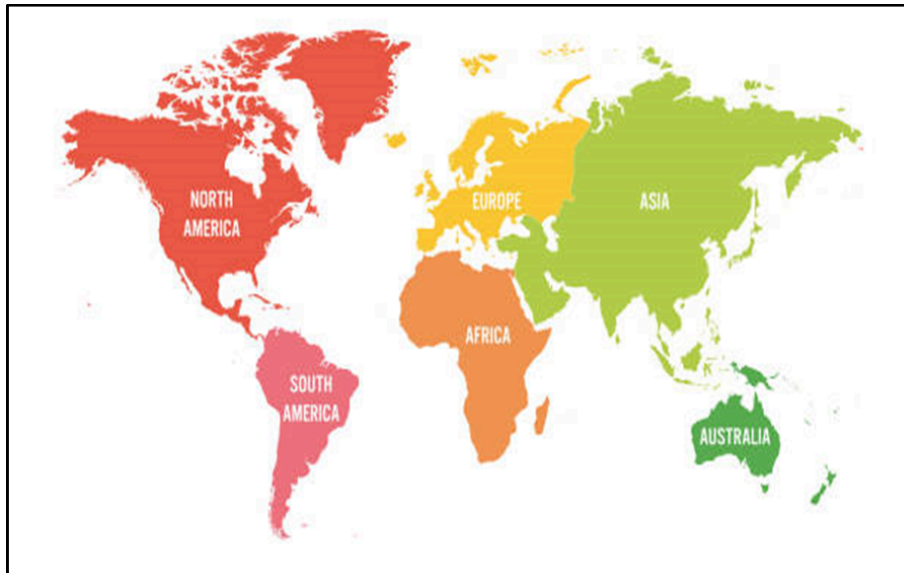 NORTH
AMERICA
EUROPE
ASIA
AFRICA
SOUTH
AMERICA
AUSTRALIA